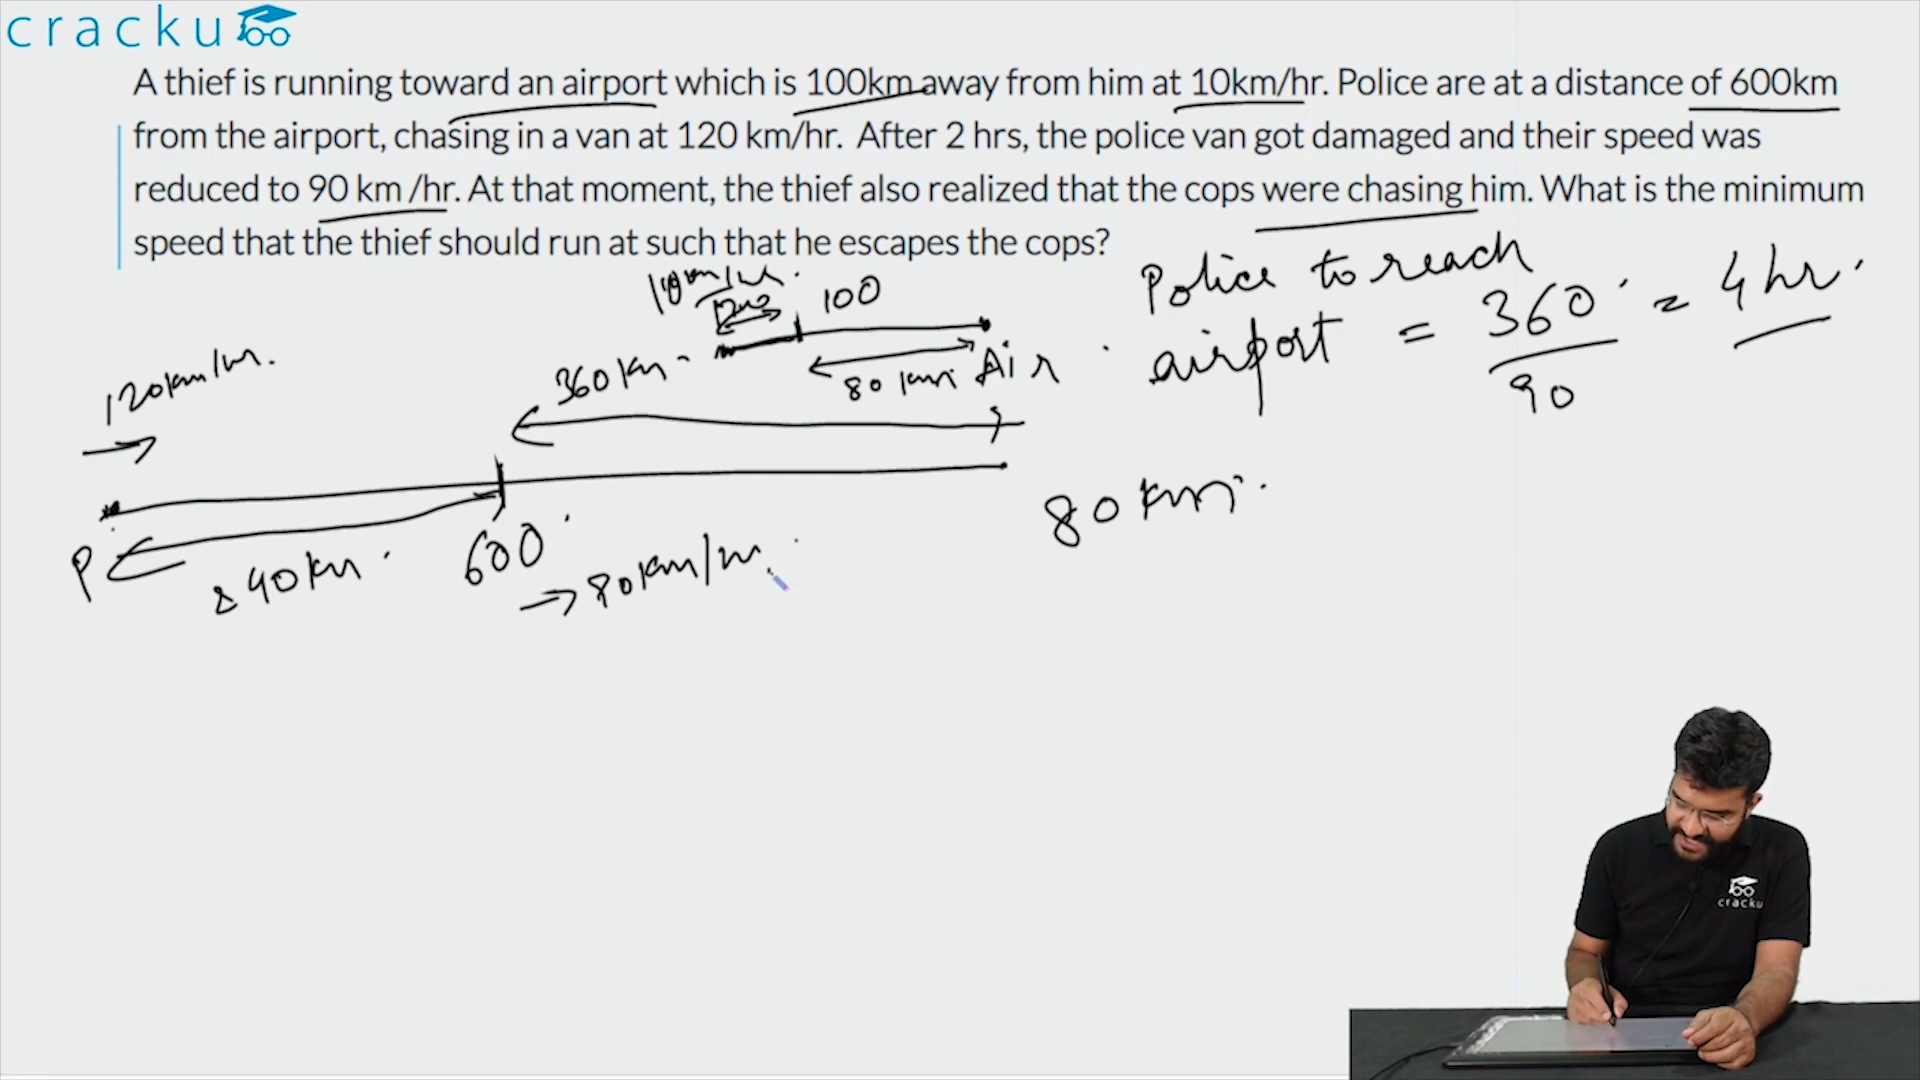 cracku
A thief is running toward an airport which is 100km away from him at 10km/hr. Police are at a distance of 600km
from the airport, chasing in a van at 120 km/hr. After 2 hrs, the police van got damaged and their speed was
reduced to 90 km /hr. At that moment, the thief also realized that the cops were chasing him. What is the minimum
speed that the thief should run at such that he escapes the cops?
Police to reach
airport = 360/90 = 4 hr.
10km/hr.
100
120km/hr.
360km
80 km
Air
80 km.
P
240km
600
→ 80km/hr.
cracku